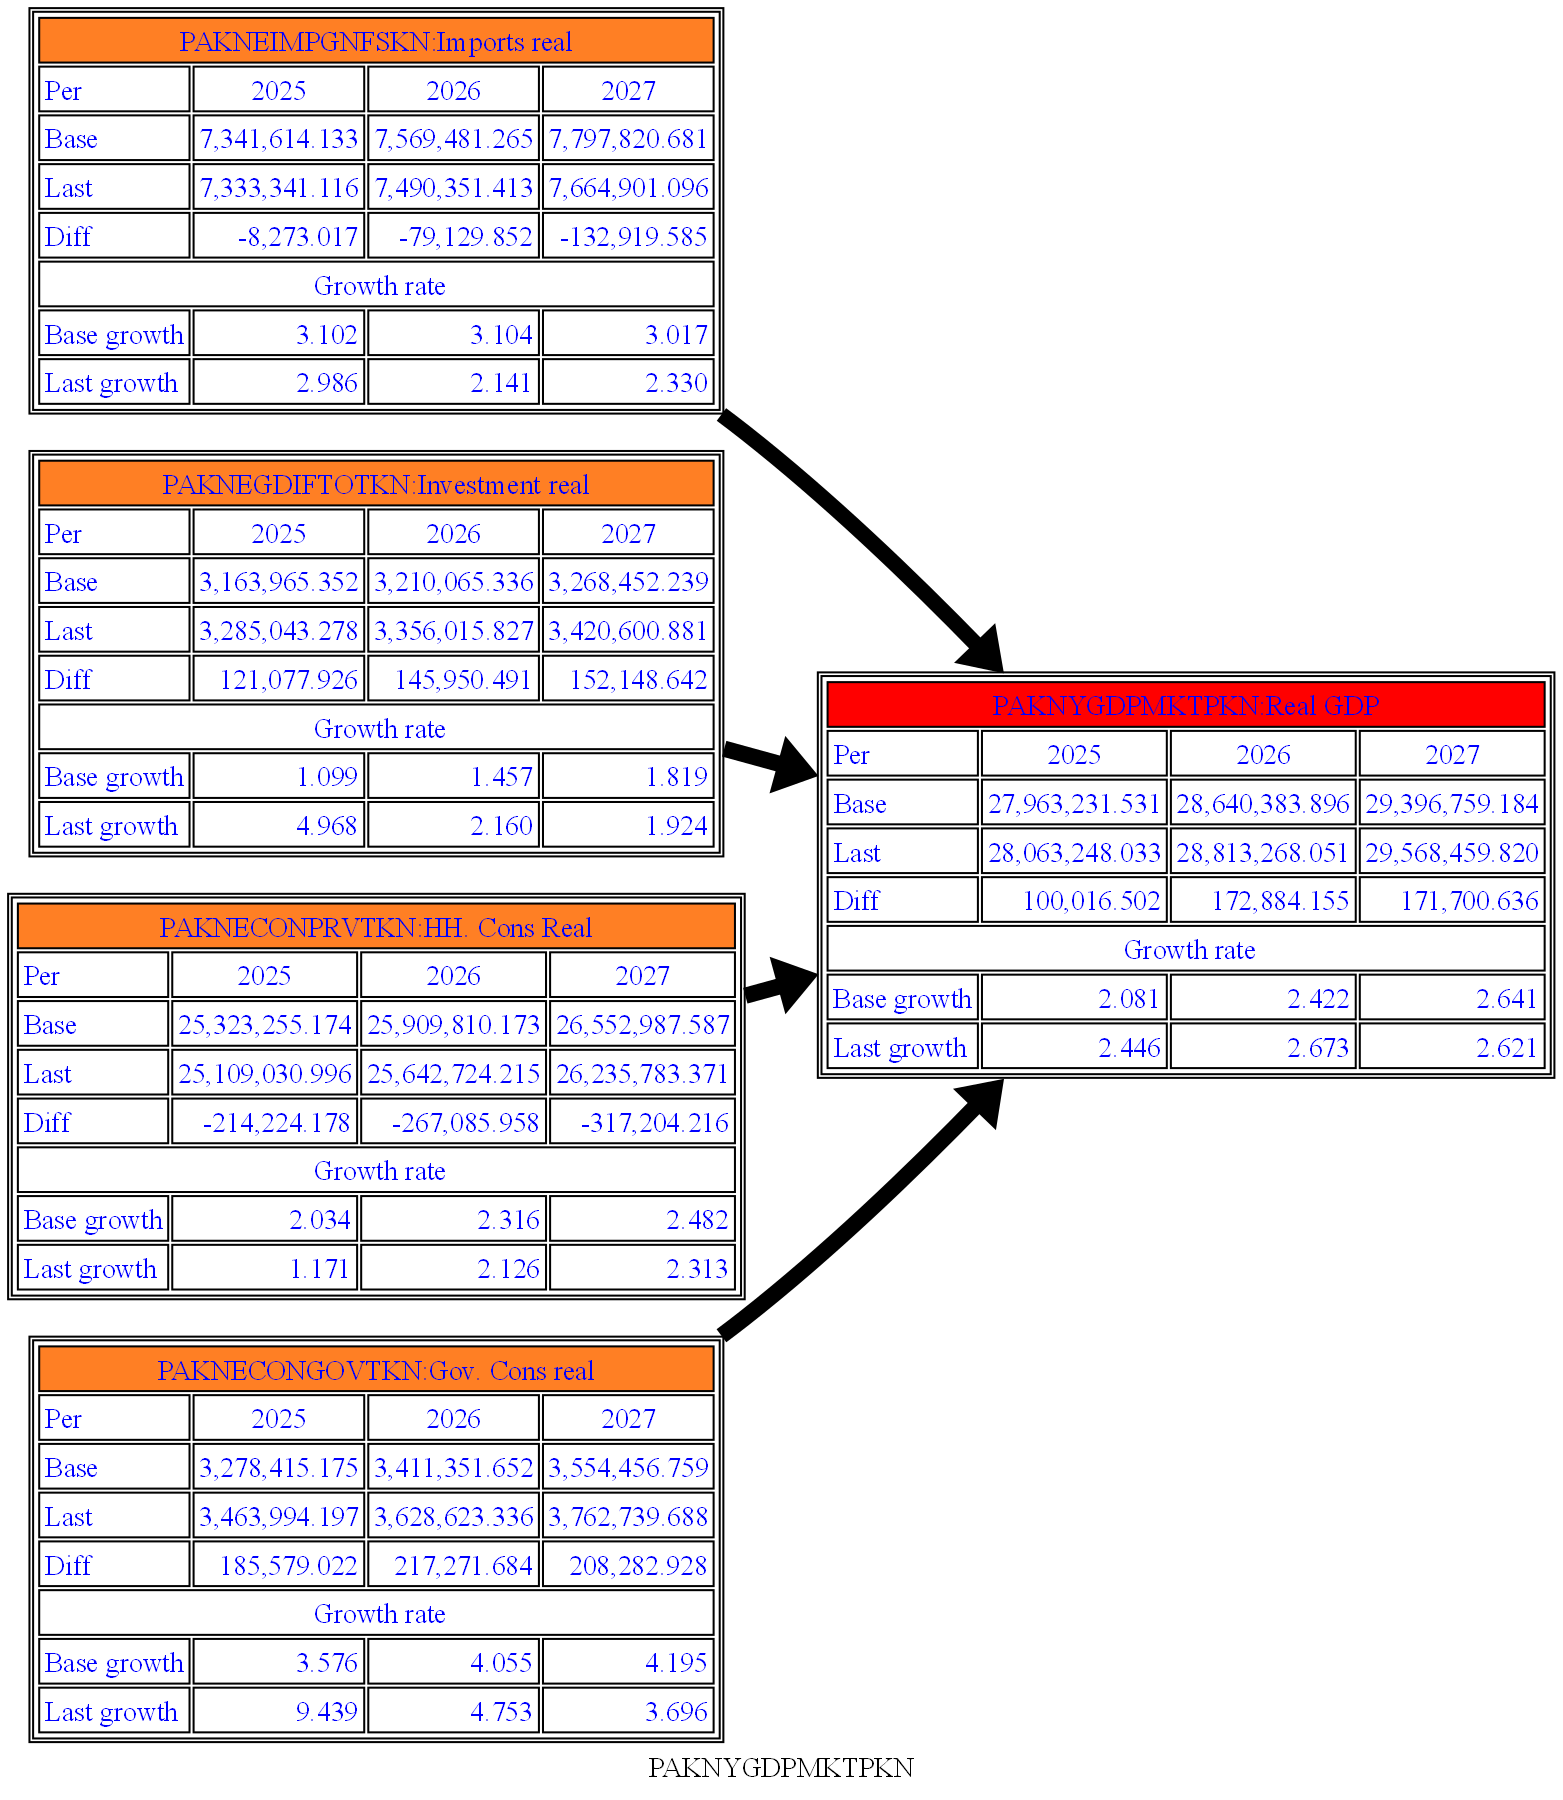 PAKNEIMPGNFSKN:Imports real
Per 2025 2026 2027
Base 7,341,614.133 7,569,481.265 7,797,820.681
Last 7,333,341.116 7,490,351.413 7,664,901.096
Diff -8,273.017 -79,129.852 -132,919.585
Growth rate
Base growth 3.102 3.104 3.017
Last growth 2.986 2.141 2.330
PAKNEGDIFTOTKN:Investment real
Per 2025 2026 2027
Base 3,163,965.352 3,210,065.336 3,268,452.239
Last 3,285,043.278 3,356,015.827 3,420,600.881
Diff 121,077.926 145,950.491 152,148.642
Growth rate
Base growth 1.099 1.457 1.819
Last growth 4.968 2.160 1.924
PAKNECONPRVTKN:HH. Cons Real
Per 2025 2026 2027
Base 25,323,255.174 25,909,810.173 26,552,987.587
Last 25,109,030.996 25,642,724.215 26,235,783.371
Diff -214,224.178 -267,085.958 -317,204.216
Growth rate
Base growth 2.034 2.316 2.482
Last growth 1.171 2.126 2.313
PAKNECONGOVTKN:Gov. Cons real
Per 2025 2026 2027
Base 3,278,415.175 3,411,351.652 3,554,456.759
Last 3,463,994.197 3,628,623.336 3,762,739.688
Diff 185,579.022 217,271.684 208,282.928
Growth rate
Base growth 3.576 4.055 4.195
Last growth 9.439 4.753 3.696
PAKNYGDPMKTPKN:Real GDP
Per 2025 2026 2027
Base 27,963,231.531 28,640,383.896 29,396,759.184
Last 28,063,248.033 28,813,268.051 29,568,459.820
Diff 100,016.502 172,884.155 171,700.636
Growth rate
Base growth 2.081 2.422 2.641
Last growth 2.446 2.673 2.621
PAKNYGDPMKTPKN